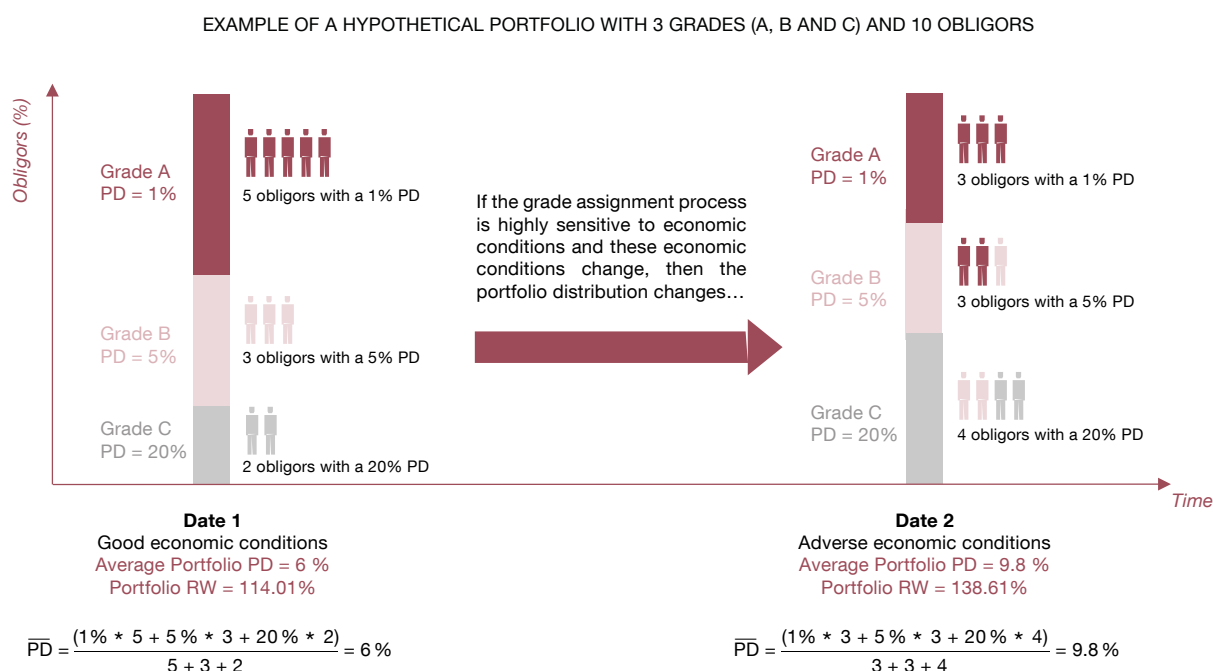 EXAMPLE OF A HYPOTHETICAL PORTFOLIO WITH 3 GRADES (A, B AND C) AND 10 OBLIGORS
Obligors (%)
Grade A
PD = 1%
5 obligors with a 1% PD
Grade B
PD = 5%
3 obligors with a 5% PD
Grade C
PD = 20%
2 obligors with a 20% PD
If the grade assignment process
is highly sensitive to economic
conditions and these economic
conditions change, then the
portfolio distribution changes…
Grade A
PD = 1%
3 obligors with a 1% PD
Grade B
PD = 5%
3 obligors with a 5% PD
Grade C
PD = 20%
4 obligors with a 20% PD
Time
Date 1
Good economic conditions
Average Portfolio PD = 6 %
Portfolio RW = 114.01%
P̅D̅ = (1% * 5 + 5% * 3 + 20% * 2) / 5 + 3 + 2 = 6 %
Date 2
Adverse economic conditions
Average Portfolio PD = 9.8 %
Portfolio RW = 138.61%
P̅D̅ = (1% * 3 + 5% * 3 + 20% * 4) / 3 + 3 + 4 = 9.8 %